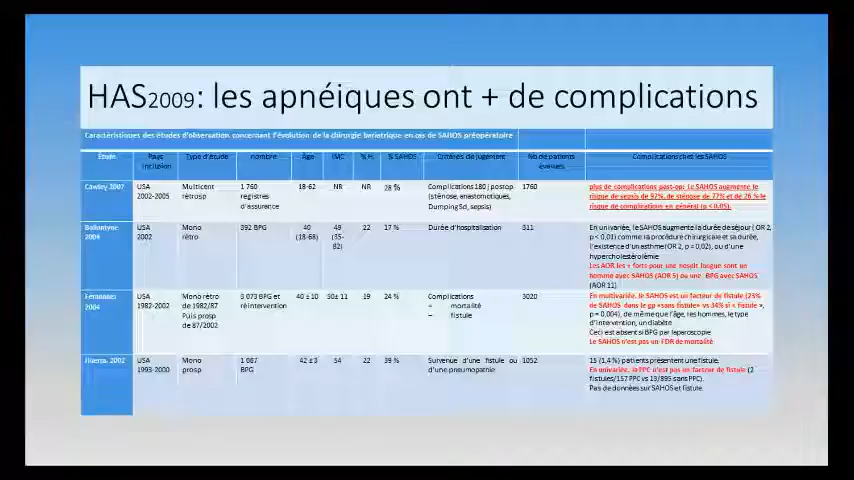 HAS2009: les apnéiques ont + de complications
Caractéristiques des études d'observation concernant l'évolution de la chirurgie bariatrique en cas de SAHOS préopératoire
Etude Pays inclusion Type d'étude nombre Age IMC % H % SAHOS Critères de jugement Nb de patients évalués Complications chez les SAHOS
Cawley 2007 USA 2002-2005 Multicent rétrosp 1 760 registres d'assurance 18-62 NR NR 28 % Complications 180 j postop (sténose, anastomotiques, Dumping Sd, sepsis) 1760
plus de complications post-op: Le SAHOS augmente le
risque de sepsis de 97%, de sténose de 77% et de 26 % le
risque de complications en général (p < 0,05).
2004 USA 2002 Mono rétro 392 BPG 40 (18-68) 49 (35-82) 22 17 % Durée d'hospitalisation 311
En univariée, le SAHOS augmente la durée de séjour ( OR 2,
p < 0,01) comme la procédure chirurgicale et sa durée,
l'existence d'un asthme (OR 2, p = 0,02), ou d'une
hypercholestérolémie
Les AOR les + forts pour une nosoit longue sont un
homme avec SAHOS (AOR 5) ou une BPG avec SAHOS
(AOR 11)
Fernandez 2004 USA 1982-2002 Mono rétro de 1982/87 Puis prosp de 87/2002 3 073 BPG et réintervention 40 ±10 50± 11 19 24 % Complications
– mortalité
– fistule
3020
En multivariée, le SAHOS est un facteur de fistule (23%
de SAHOS dans le gp «sans fistule» vs 34% si « fistule »,
p = 0,004), de même que l'âge, les hommes, le type
d'intervention, un diabète
Ceci est absent si BPG par laparoscopie
Le SAHOS n'est pas un FDR de mortalité
Huerta 2002 USA 1993-2000 Mono prosp 1 067 BPG 42 ± 3 54 22 39 % Survenue d'une fistule ou d'une pneumopathie 1052
15 (1,4 %) patients présentent une fistule.
En univariée, la PPC n'est pas un facteur de fistule (2
fistules/157 PPC vs 13/895 sans PPC).
Pas de données sur SAHOS et fistule.